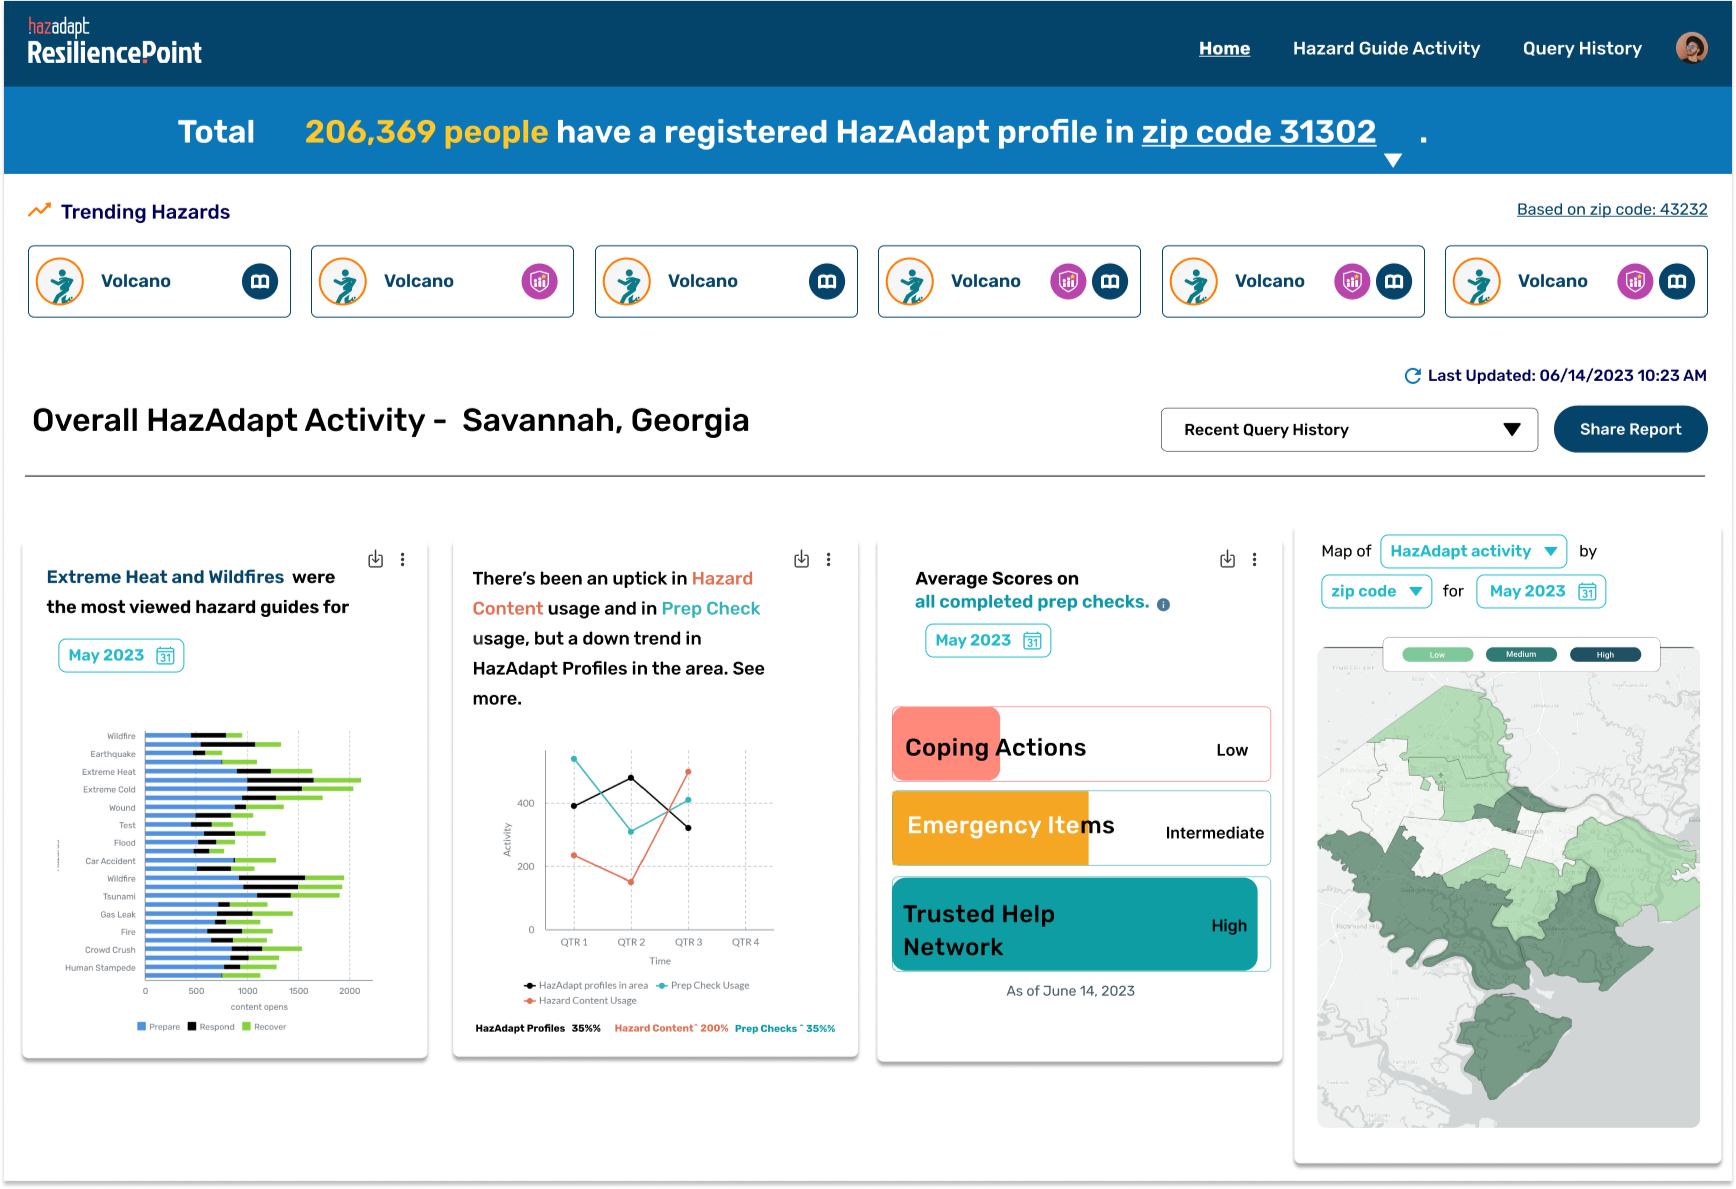 hazadapt
ResiliencePoint
Home
Hazard Guide Activity
Query History
Total 206,369 people have a registered HazAdapt profile in zip code 31302 .
Trending Hazards
Based on zip code: 43232
Volcano
Volcano
Volcano
Volcano
Volcano
Volcano
Last Updated: 06/14/2023 10:23 AM
Overall HazAdapt Activity - Savannah, Georgia
Recent Query History
Share Report
Extreme Heat and Wildfires were
the most viewed hazard guides for
May 2023
31
Wildfire
Earthquake
Extreme Heat
Extreme Cold
Wound
Test
Flood
Car Accident
Wildfire
Tsunami
Gas Leak
Fire
Crowd Crush
Human Stampede
0
500
1000
1500
2000
content opens
Prepare
Respond
Recover
There’s been an uptick in Hazard
Content usage and in Prep Check
usage, but a down trend in
HazAdapt Profiles in the area. See
more.
Activity
400
200
0
QTR 1
QTR 2
QTR 3
QTR 4
Time
HazAdapt profiles in area
Prep Check Usage
Hazard Content Usage
HazAdapt Profiles 35%%
Hazard Contentˆ 200%
Prep Checks ˆ 35%%
Average Scores on
all completed prep checks.
May 2023
31
Coping Actions
Low
Emergency Items
Intermediate
Trusted Help
Network
High
As of June 14, 2023
Map of HazAdapt activity by
zip code for May 2023
31
Low
Medium
High